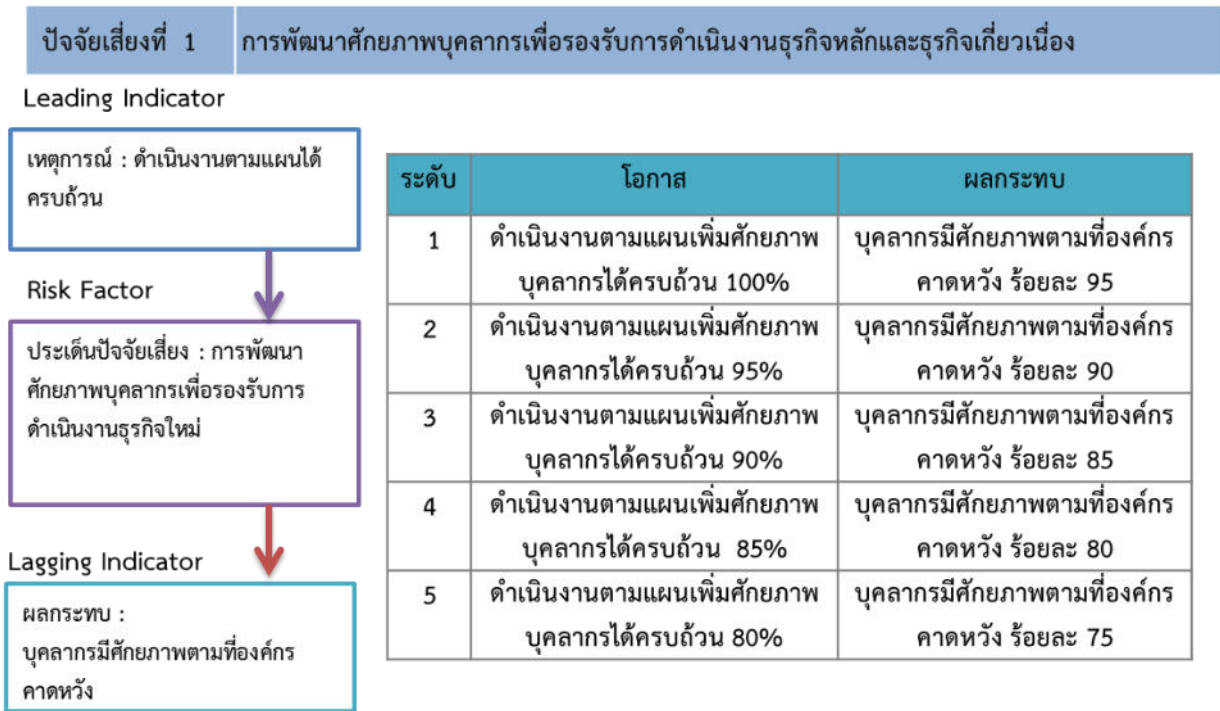 ปัจจัยเสี่ยงที่ 1 การพัฒนาศักยภาพบุคลากรเพื่อรองรับการดำเนินงานธุรกิจหลักและธุรกิจเกี่ยวเนื่อง
Leading Indicator
เหตุการณ์ : ดำเนินงานตามแผนได้
ครบถ้วน
Risk Factor
ประเด็นปัจจัยเสี่ยง : การพัฒนา
ศักยภาพบุคลากรเพื่อรองรับการ
ดำเนินงานธุรกิจใหม่
Lagging Indicator
ผลกระทบ :
บุคลากรมีศักยภาพตามที่องค์กร
คาดหวัง
ระดับ โอกาส ผลกระทบ
1 ดำเนินงานตามแผนเพิ่มศักยภาพ บุคลากรมีศักยภาพตามที่องค์กร
บุคลากรได้ครบถ้วน 100% คาดหวัง ร้อยละ 95
2 ดำเนินงานตามแผนเพิ่มศักยภาพ บุคลากรมีศักยภาพตามที่องค์กร
บุคลากรได้ครบถ้วน 95% คาดหวัง ร้อยละ 90
3 ดำเนินงานตามแผนเพิ่มศักยภาพ บุคลากรมีศักยภาพตามที่องค์กร
บุคลากรได้ครบถ้วน 90% คาดหวัง ร้อยละ 85
4 ดำเนินงานตามแผนเพิ่มศักยภาพ บุคลากรมีศักยภาพตามที่องค์กร
บุคลากรได้ครบถ้วน 85% คาดหวัง ร้อยละ 80
5 ดำเนินงานตามแผนเพิ่มศักยภาพ บุคลากรมีศักยภาพตามที่องค์กร
บุคลากรได้ครบถ้วน 80% คาดหวัง ร้อยละ 75